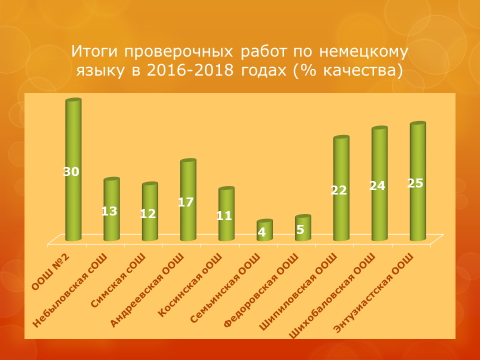 Итоги проверочных работ по немецкому
языку в 2016-2018 годах (% качества)
30
13
12
17
11
4
5
22
24
25
ООШ №2
Небыловская сОШ
Симская сОШ
Андреевская ООШ
Косинская оОШ
Семьинская ООШ
Федоровская ООШ
Шипиловская ООШ
Шихобаловская ООШ
Энтузиастская ООШ